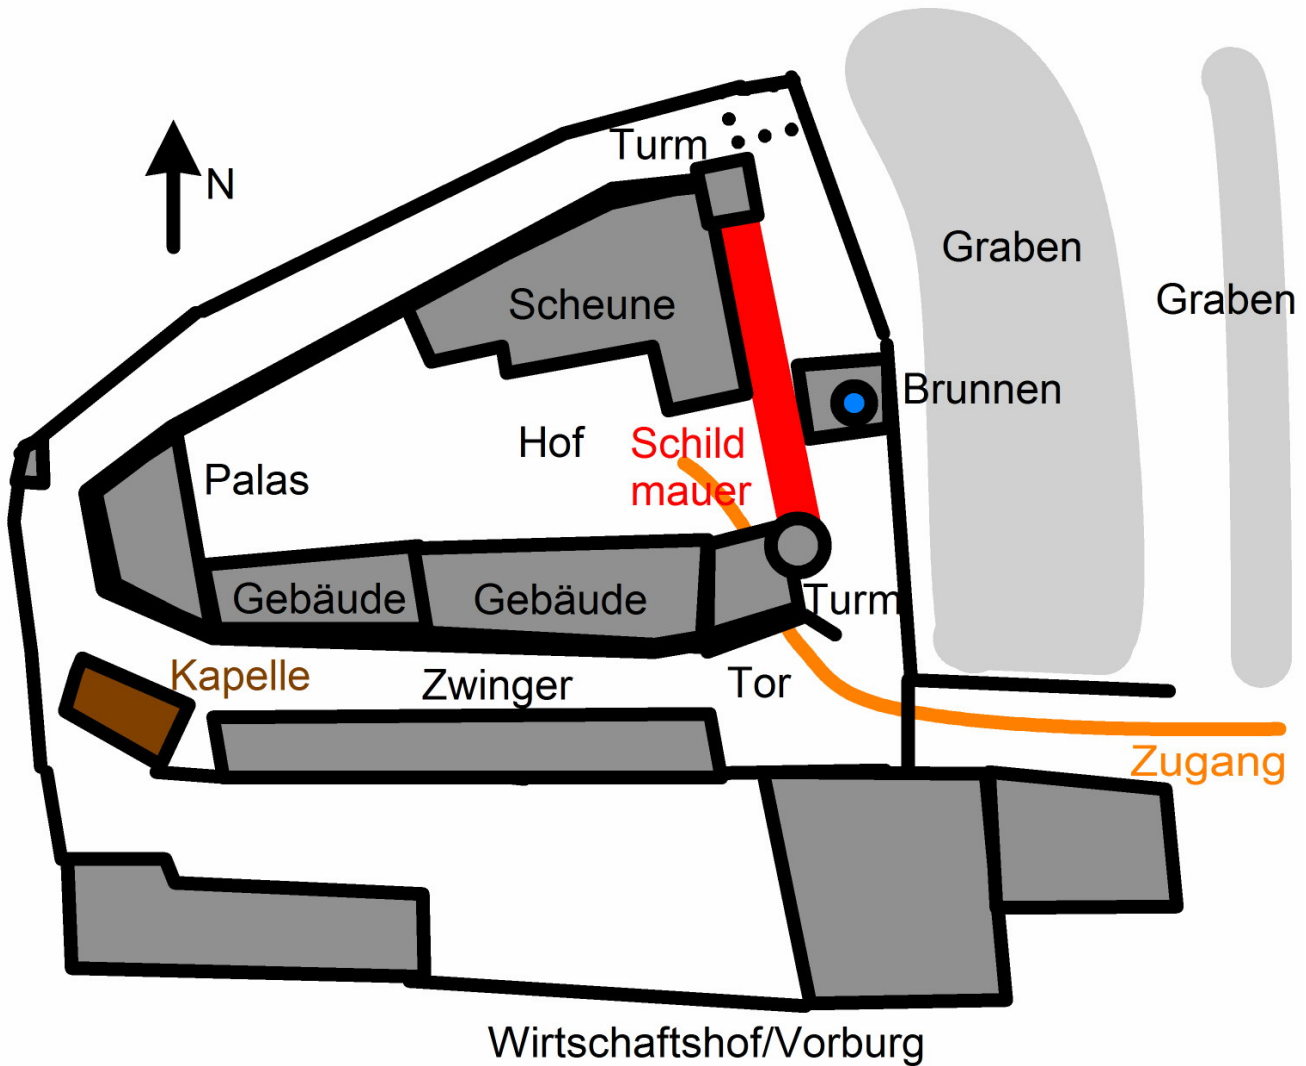 Turm
N
Graben
Graben
Scheune
Brunnen
Hof
Schild
mauer
Palas
Gebäude
Gebäude
Turm
Kapelle
Zwinger
Tor
Zugang
Wirtschaftshof/Vorburg